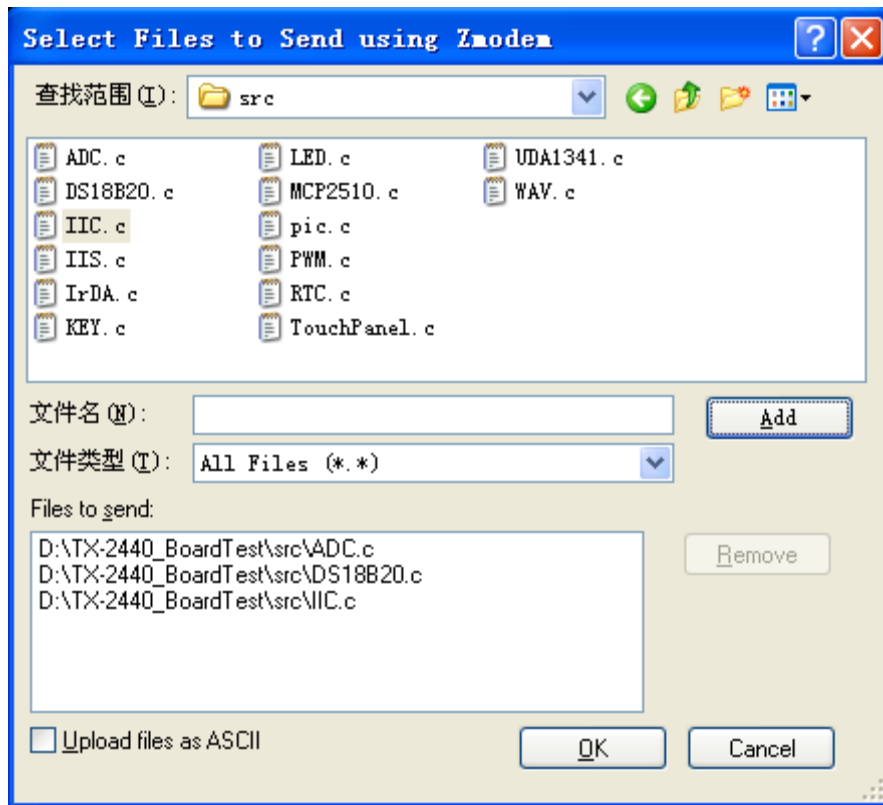 Select Files to Send using Zmodem
查找范围(I): src
ADC.c LED.c UDA1341.c
DS18B20.c MCP2510.c WAV.c
IIC.c pic.c
IIS.c PWM.c
IrDA.c RTC.c
KEY.c TouchPanel.c
文件名(N): Add
文件类型(T): All Files (*.*)
Files to send:
D:\TX-2440_BoardTest\src\ADC.c Remove
D:\TX-2440_BoardTest\src\DS18B20.c
D:\TX-2440_BoardTest\src\IIC.c
Upload files as ASCII OK Cancel